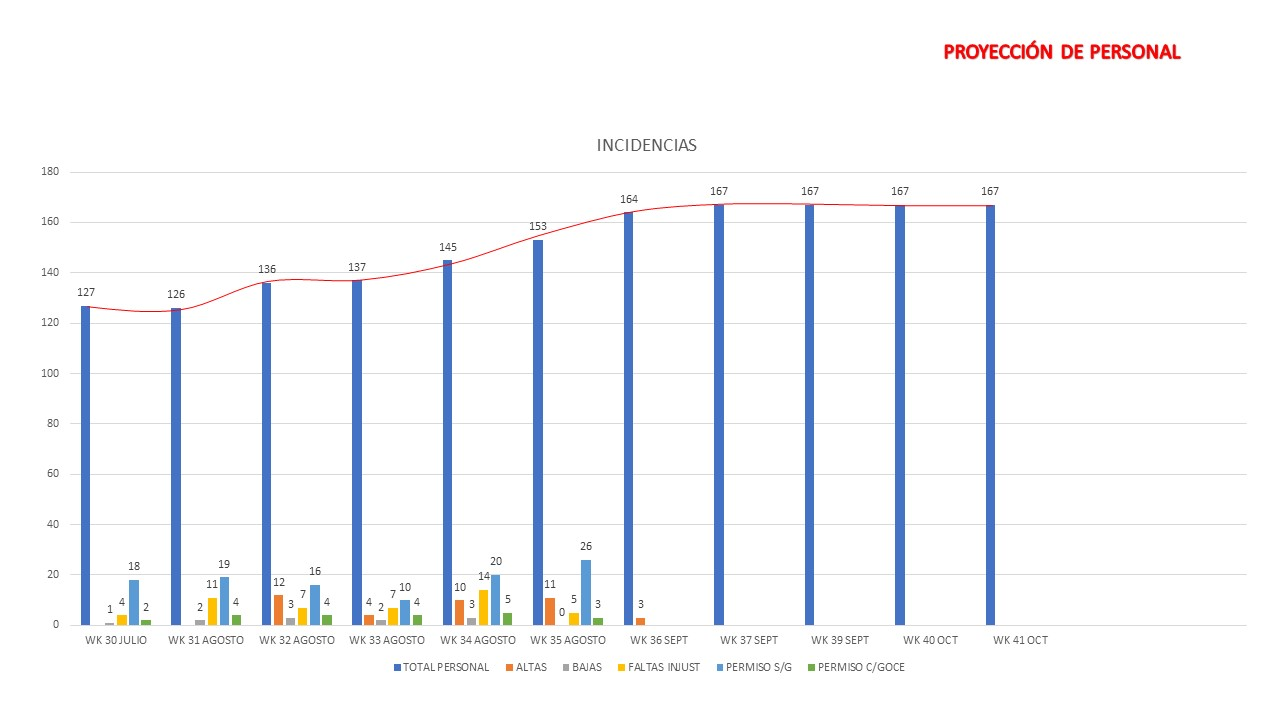 PROYECCIÓN DE PERSONAL
INCIDENCIAS
180
160
140
120
100
80
60
40
20
0
127 126 136 137 145 153 164 167 167 167 167
1 4 18 2
2 11 19 4
12 3 7 16 4
4 2 7 10 4
10 3 14 20 5
11 0 5 26 3
3
WK 30 JULIO WK 31 AGOSTO WK 32 AGOSTO WK 33 AGOSTO WK 34 AGOSTO WK 35 AGOSTO WK 36 SEPT WK 37 SEPT WK 39 SEPT WK 40 OCT WK 41 OCT
TOTAL PERSONAL ALTAS BAJAS FALTAS INJUST PERMISO S/G PERMISO C/GOCE